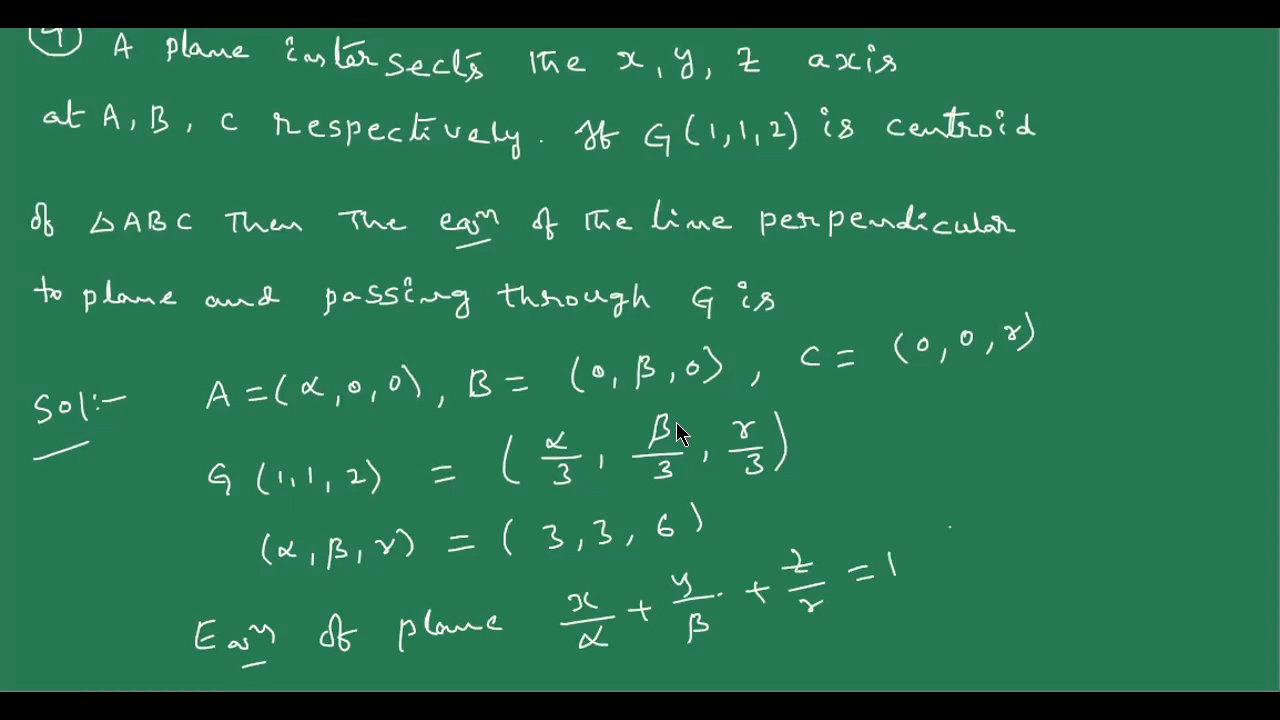 ④ A plane intersects the x, y, z axis
at A, B, C respectively. If G(1,1,2) is centroid
of △ABC Then The eqn of the line perpendicular
to plane and passing through G is
Sol:- A = (α, 0, 0), B = (0, β, 0), C = (0, 0, γ)
G (1,1,2) = (α/3, β/3, γ/3)
(α, β, γ) = (3, 3, 6)
Eqn of plane x/α + y/β + z/γ = 1